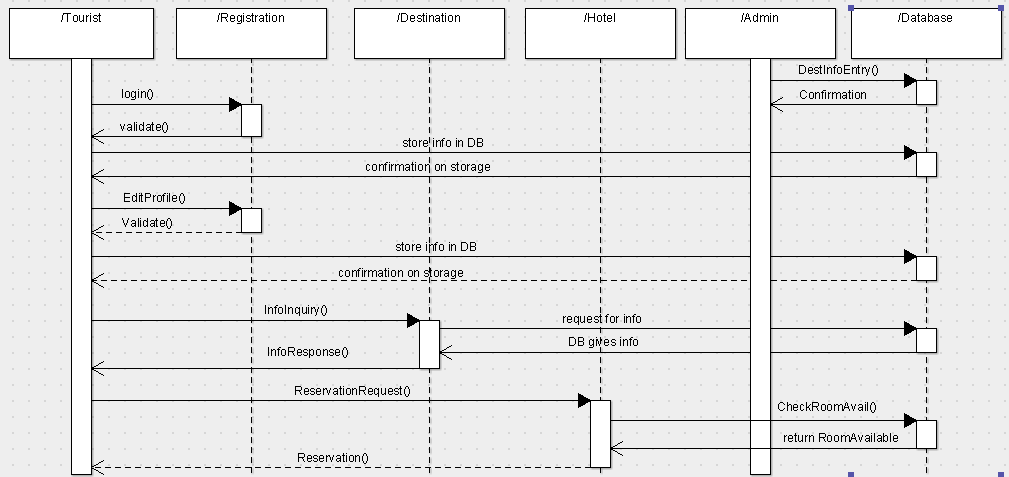 /Tourist
/Registration
/Destination
/Hotel
/Admin
/Database
DestInfoEntry()
login()
Confirmation
validate()
store info in DB
confirmation on storage
EditProfile()
Validate()
store info in DB
confirmation on storage
InfoInquiry()
request for info
DB gives info
InfoResponse()
ReservationRequest()
CheckRoomAvail()
return RoomAvailable
Reservation()